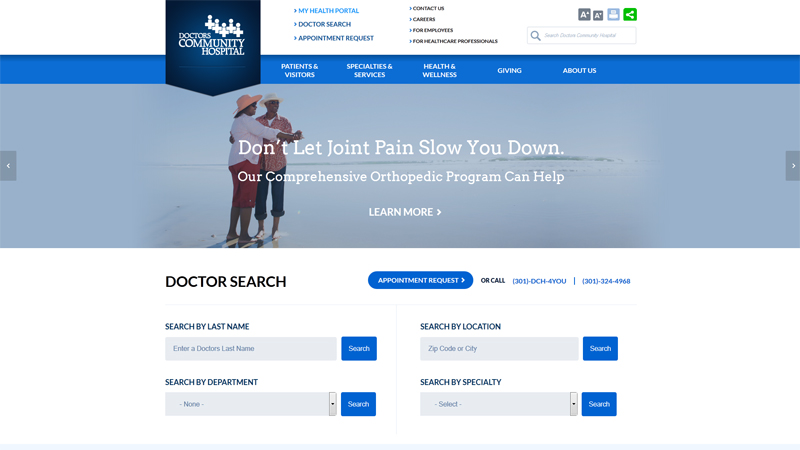 DOCTORS
COMMUNITY
HOSPITAL
MY HEALTH PORTAL
DOCTOR SEARCH
APPOINTMENT REQUEST
CONTACT US
CAREERS
FOR EMPLOYEES
FOR HEALTHCARE PROFESSIONALS
A+
A+
Search Doctors Community Hospital
PATIENTS &
VISITORS
SPECIALTIES &
SERVICES
HEALTH &
WELLNESS
GIVING
ABOUT US
Don't Let Joint Pain Slow You Down.
Our Comprehensive Orthopedic Program Can Help
LEARN MORE
DOCTOR SEARCH
APPOINTMENT REQUEST
OR CALL
(301)-DCH-4YOU | (301)-324-4968
SEARCH BY LAST NAME
Enter a Doctors Last Name
Search
SEARCH BY LOCATION
Zip Code or City
Search
SEARCH BY DEPARTMENT
- None -
Search
SEARCH BY SPECIALTY
- Select -
Search